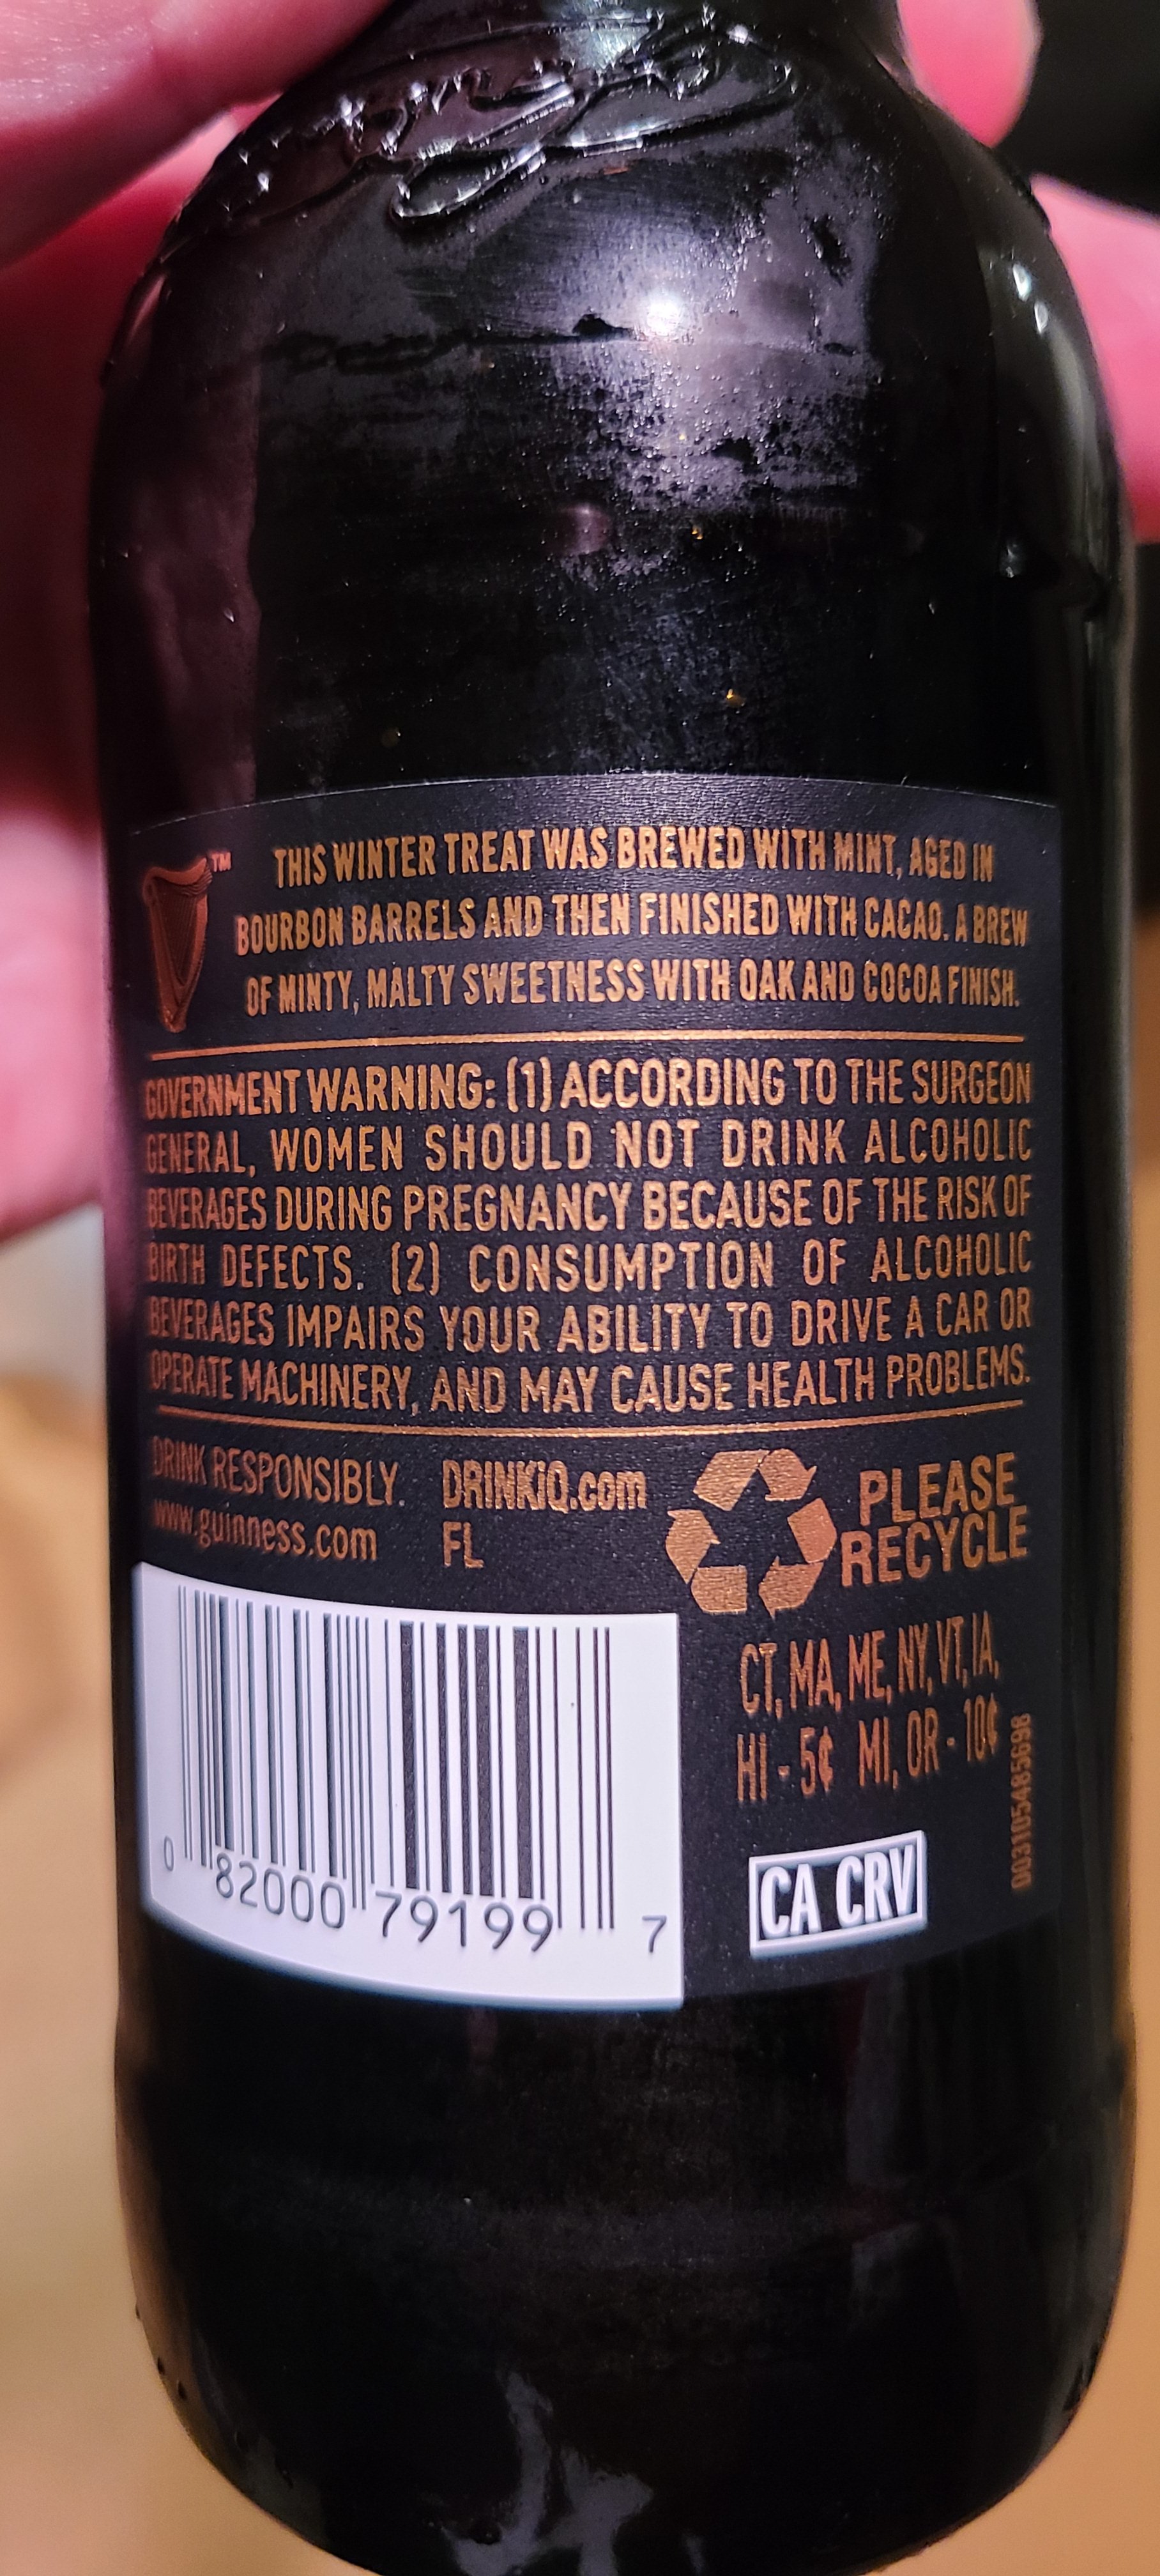 THIS WINTER TREAT WAS BREWED WITH MINT, AGED IN
BOURBON BARRELS AND THEN FINISHED WITH CACAO. A BREW
OF MINTY, MALTY SWEETNESS WITH OAK AND COCOA FINISH.
TM
GOVERNMENT WARNING: (1) ACCORDING TO THE SURGEON
GENERAL, WOMEN SHOULD NOT DRINK ALCOHOLIC
BEVERAGES DURING PREGNANCY BECAUSE OF THE RISK OF
BIRTH DEFECTS. (2) CONSUMPTION OF ALCOHOLIC
BEVERAGES IMPAIRS YOUR ABILITY TO DRIVE A CAR OR
OPERATE MACHINERY, AND MAY CAUSE HEALTH PROBLEMS.
DRINK RESPONSIBLY. DRINKiQ.com
www.guinness.com FL
PLEASE
RECYCLE
CT, MA, ME, NY, VT, IA,
HI - 5¢ MI, OR - 10¢
003105485698
CA CRV
0 82000 79199 7